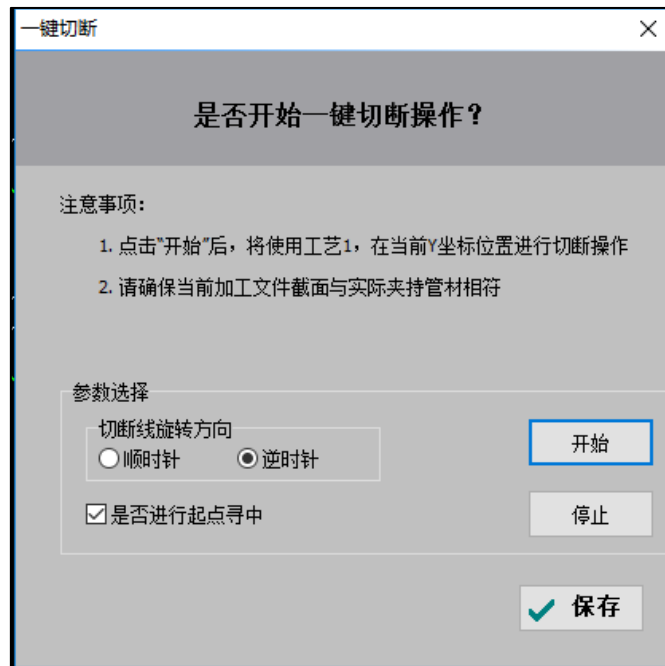 一键切断
是否开始一键切断操作？
注意事项：
1. 点击"开始"后，将使用工艺1，在当前Y坐标位置进行切断操作
2. 请确保当前加工文件截面与实际夹持管材相符
参数选择
切断线旋转方向
顺时针 逆时针
开始
是否进行起点寻中
停止
保存